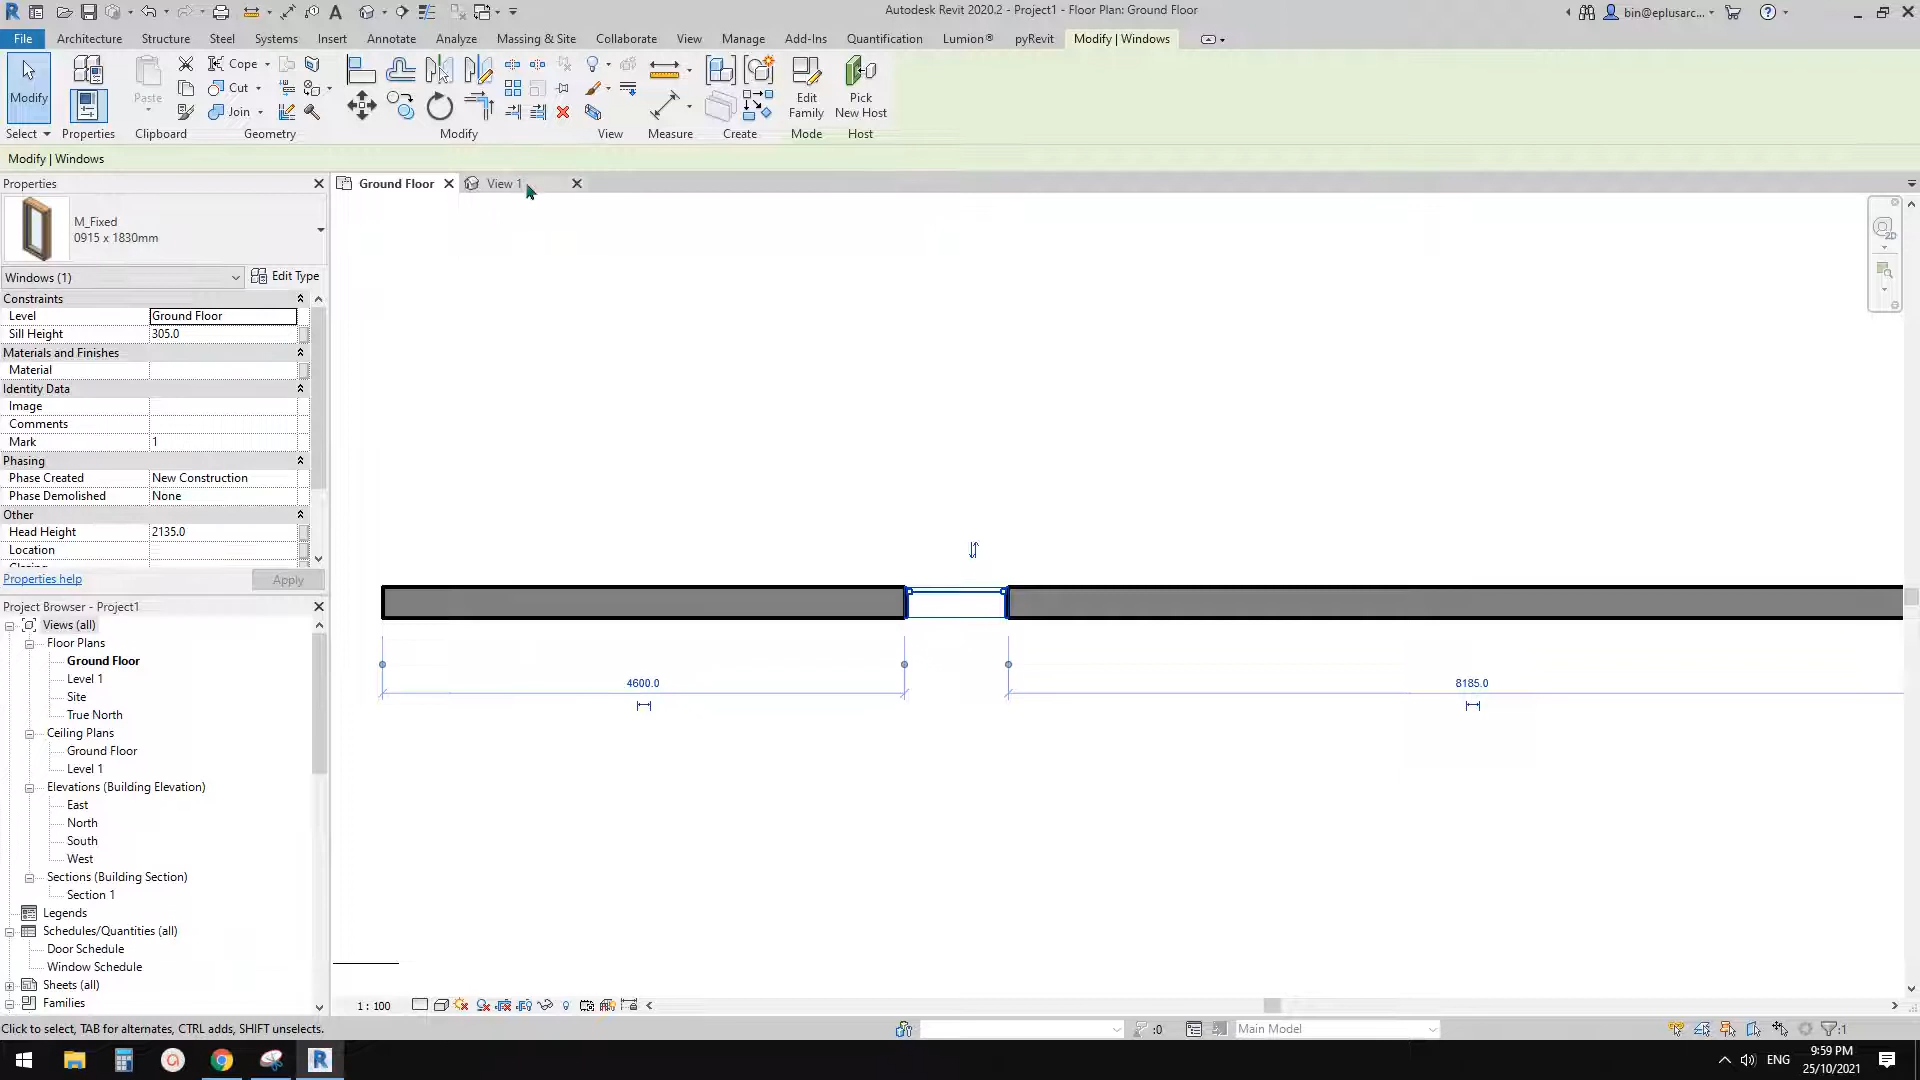 Autodesk Revit 2020.2 - Project1 - Floor Plan: Ground Floor
bin@eplusarc...
File Architecture Structure Steel Systems Insert Annotate Analyze Massing & Site Collaborate View Manage Add-Ins Quantification Lumion® pyRevit Modify | Windows
Modify
Paste
Cope
Cut
Join
Edit Family
Pick New Host
Select Properties Clipboard Geometry Modify View Measure Create Mode Host
Modify | Windows
Properties
Ground Floor
View 1
M_Fixed
0915 x 1830mm
Windows (1)
Edit Type
Constraints
Level Ground Floor
Sill Height 305.0
Materials and Finishes
Material
Identity Data
Image
Comments
Mark 1
Phasing
Phase Created New Construction
Phase Demolished None
Other
Head Height 2135.0
Location
Properties help
Apply
Project Browser - Project1
Views (all)
Floor Plans
Ground Floor
Level 1
Site
True North
Ceiling Plans
Ground Floor
Level 1
Elevations (Building Elevation)
East
North
South
West
Sections (Building Section)
Section 1
Legends
Schedules/Quantities (all)
Door Schedule
Window Schedule
Sheets (all)
Families
4600.0
8185.0
1 : 100
Click to select, TAB for alternates, CTRL adds, SHIFT unselects.
:0
Main Model
:1
ENG
9:59 PM
25/10/2021